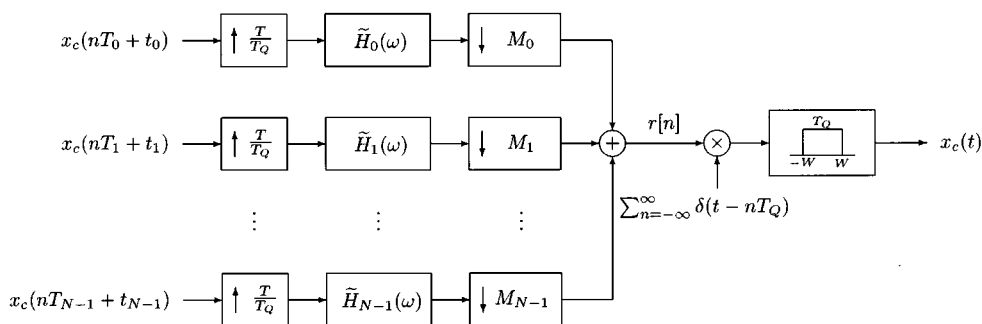 x_c(nT_0 + t_0) ↑ T/T_Q H̃_0(ω) ↓ M_0
x_c(nT_1 + t_1) ↑ T/T_Q H̃_1(ω) ↓ M_1
+ r[n] × T_Q -W W x_c(t)
∑_{n=-∞}^{∞} δ(t - nT_Q)
⋮ ⋮ ⋮
x_c(nT_{N-1} + t_{N-1}) ↑ T/T_Q H̃_{N-1}(ω) ↓ M_{N-1}